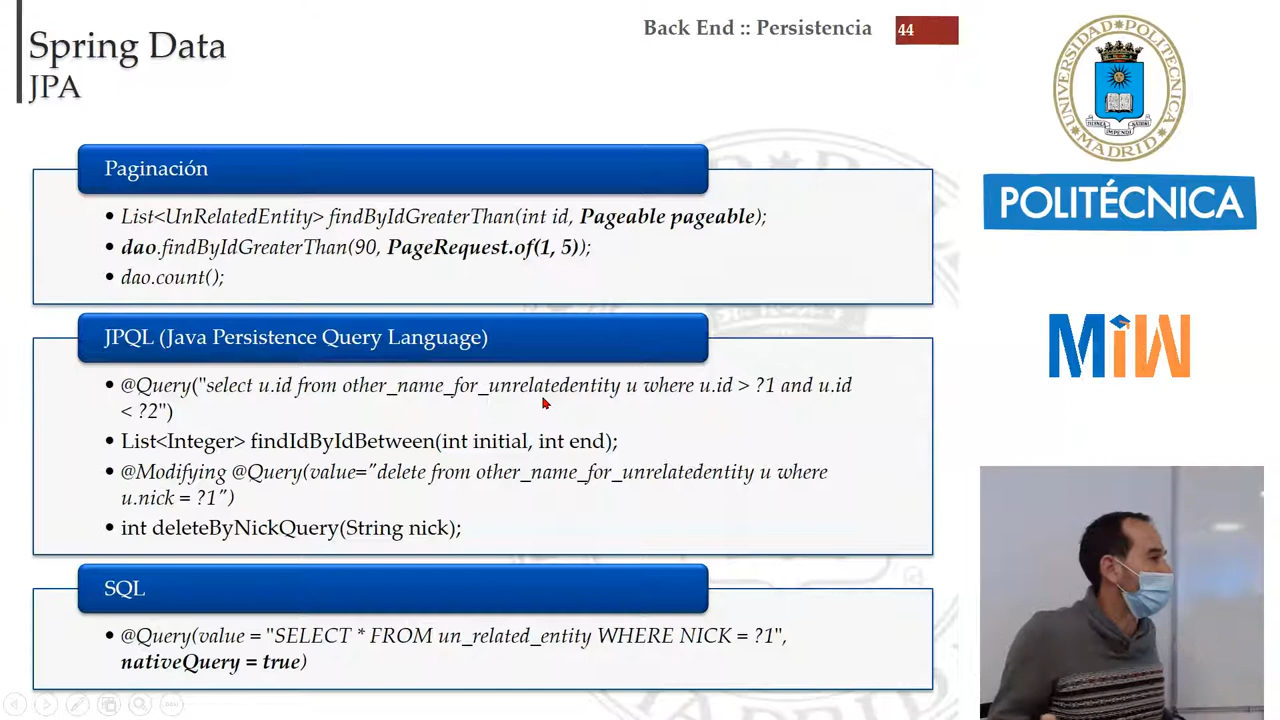 Spring Data
JPA
Back End :: Persistencia
44
Paginación
• List<UnRelatedEntity> findByIdGreaterThan(int id, Pageable pageable);
• dao.findByIdGreaterThan(90, PageRequest.of(1, 5));
• dao.count();
JPQL (Java Persistence Query Language)
• @Query("select u.id from other_name_for_unrelatedentity u where u.id > ?1 and u.id
< ?2")
• List<Integer> findIdByIdBetween(int initial, int end);
• @Modifying @Query(value="delete from other_name_for_unrelatedentity u where
u.nick = ?1")
• int deleteByNickQuery(String nick);
SQL
• @Query(value = "SELECT * FROM un_related_entity WHERE NICK = ?1",
nativeQuery = true)
UNIVERSIDAD POLITÉCNICA
MADRID
POLITÉCNICA
MiW